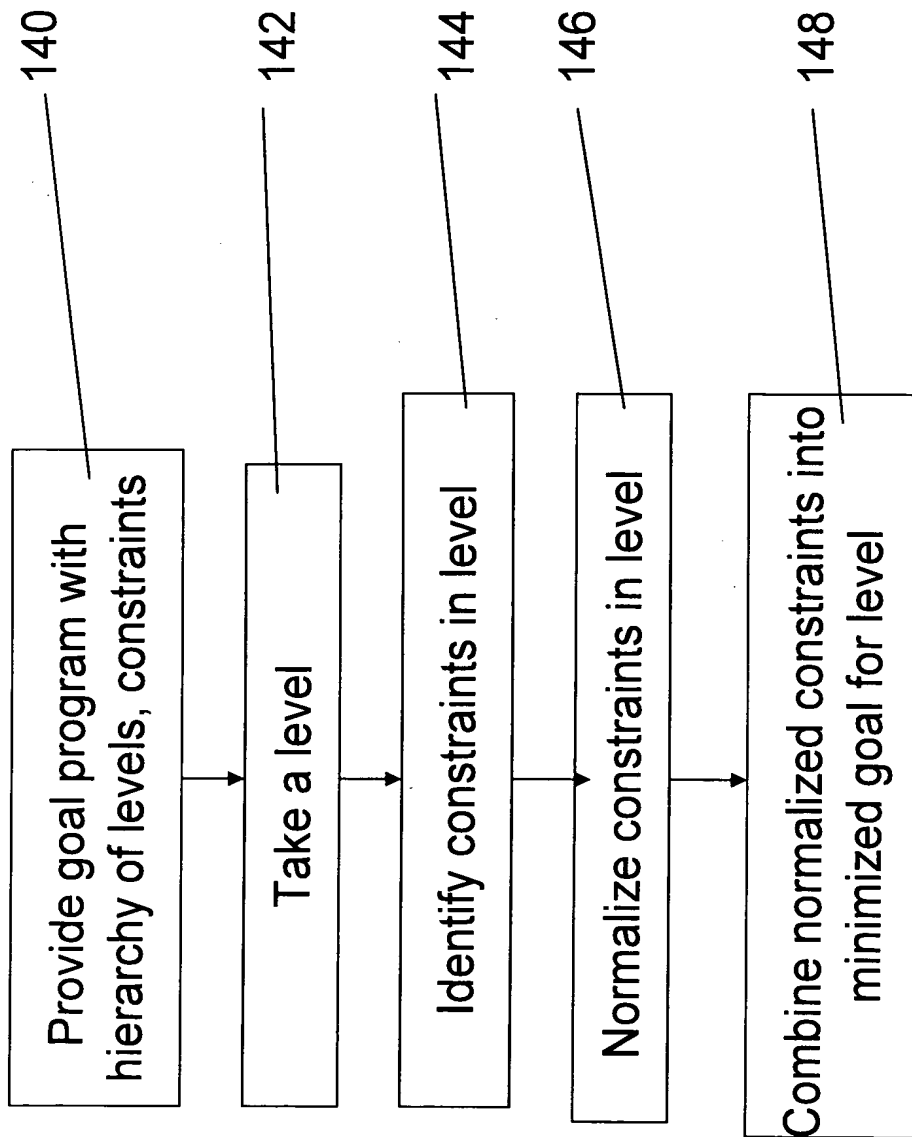 140
Provide goal program with
hierarchy of levels, constraints
142
Take a level
144
Identify constraints in level
146
Normalize constraints in level
148
Combine normalized constraints into
minimized goal for level